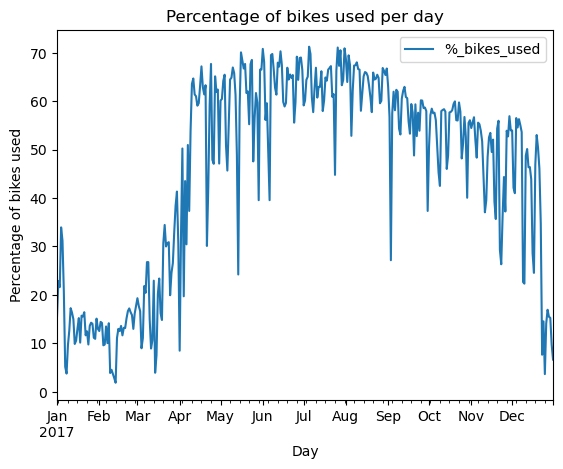 Percentage of bikes used per day
%_bikes_used
Percentage of bikes used
70
60
50
40
30
20
10
0
Jan Feb Mar Apr May Jun Jul Aug Sep Oct Nov Dec
2017
Day